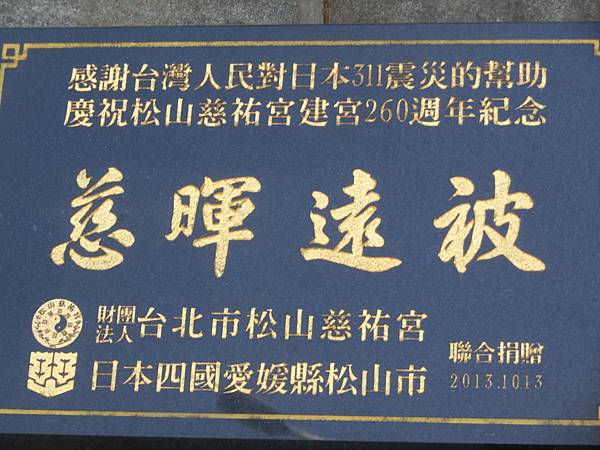 感謝台灣人民對日本311震災的幫助
慶祝松山慈祐宮建宮260週年紀念
慈暉遠被
財團法人台北市松山慈祐宮
日本四國愛媛縣松山市
聯合捐贈
2013.10.13